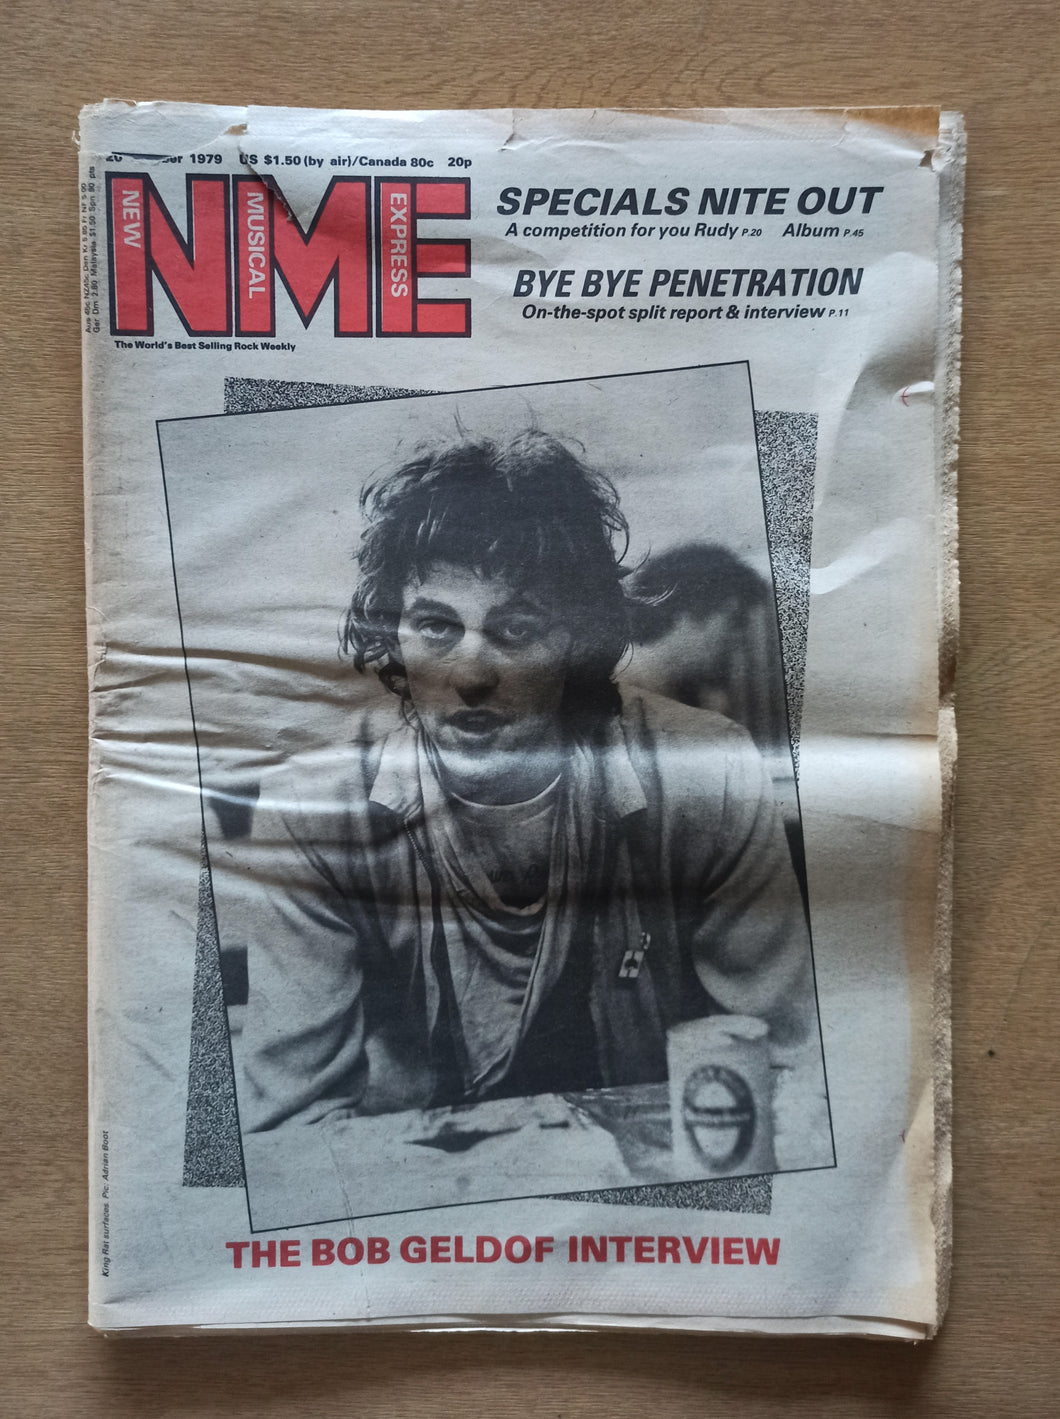 20 1979 US $1.50 (by air)/Canada 80c 20p
NEW MUSICAL EXPRESS
NME
The World's Best Selling Rock Weekly
SPECIALS NITE OUT
A competition for you Rudy P.20 Album P.45
BYE BYE PENETRATION
On-the-spot split report & interview P.11
King Rat surfaces. Pic: Adrian Boot
THE BOB GELDOF INTERVIEW